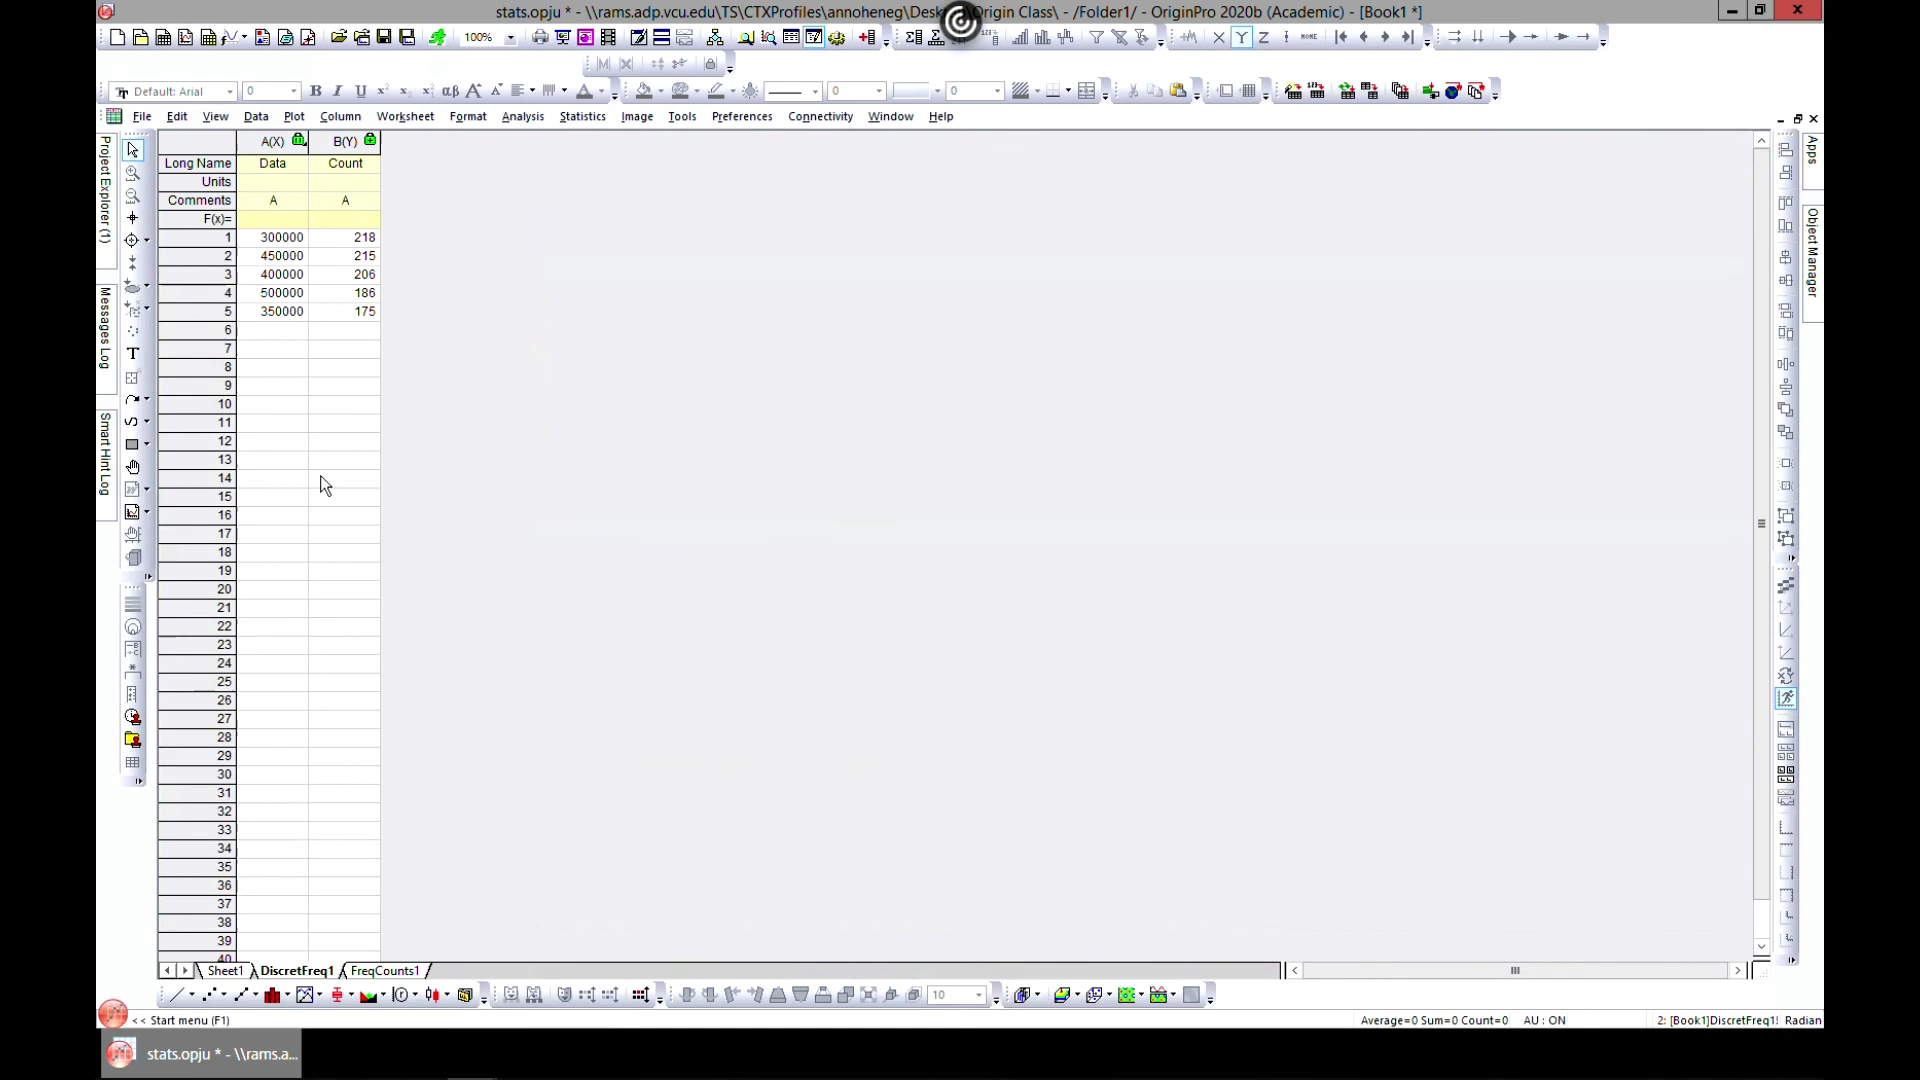 stats.opju * - \\rams.adp.vcu.edu\TS\CTXProfiles\annoheneg\Desk Origin Class\ - /Folder1/ - OriginPro 2020b (Academic) - [Book1 *]
100%
Default: Arial 0 B I U αβ A A 0 0
File Edit View Data Plot Column Worksheet Format Analysis Statistics Image Tools Preferences Connectivity Window Help
A(X) B(Y)
Long Name Data Count
Units
Comments A A
F(x)=
1 300000 218
2 450000 215
3 400000 206
4 500000 186
5 350000 175
6
7
8
9
10
11
12
13
14
15
16
17
18
19
20
21
22
23
24
25
26
27
28
29
30
31
32
33
34
35
36
37
38
39
40
Project Explorer (1)
Messages Log
Smart Hint Log
Apps
Object Manager
Sheet1 DiscretFreq1 FreqCounts1
10
<< Start menu (F1) Average=0 Sum=0 Count=0 AU : ON 2: [Book1]DiscretFreq1! Radian
stats.opju * - \\rams.a...